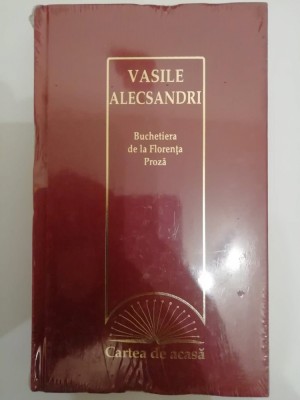 VASILE
ALECSANDRI
Buchetiera
de la Florența
Proză
Cartea de acasă